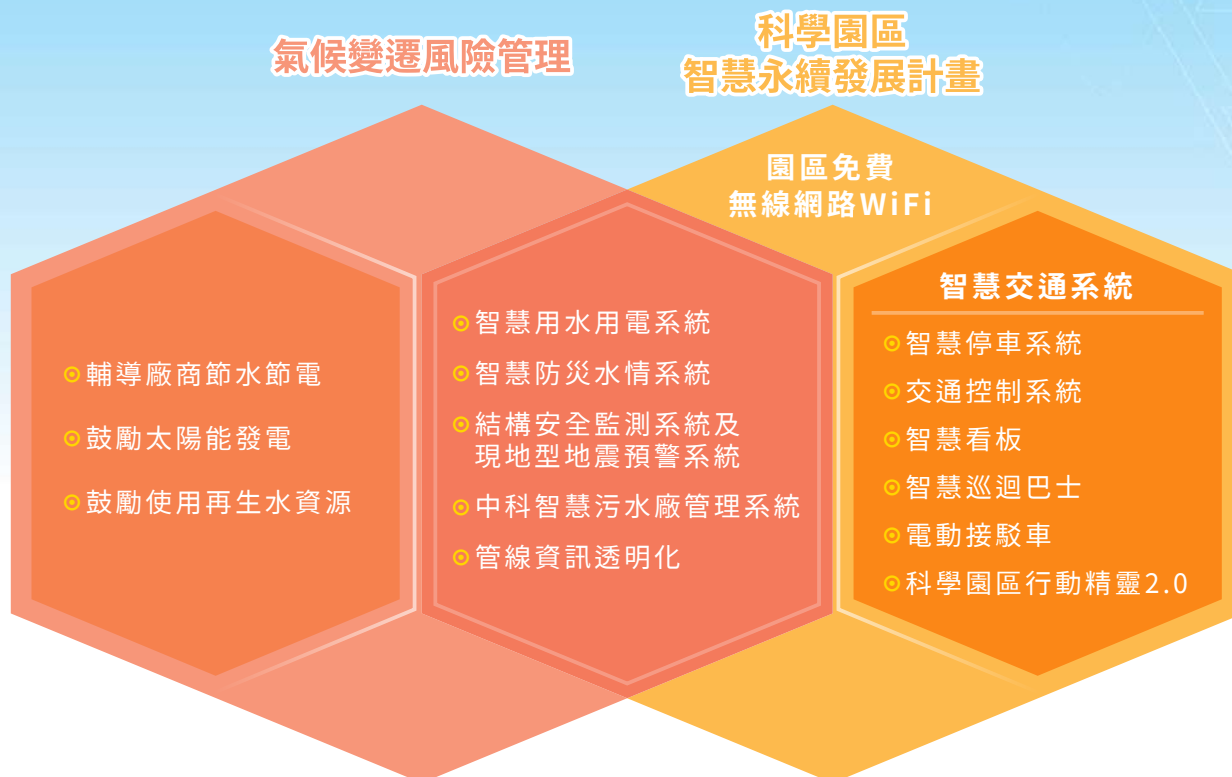 氣候變遷風險管理
科學園區
智慧永續發展計畫
園區免費
無線網路WiFi
輔導廠商節水節電
鼓勵太陽能發電
鼓勵使用再生水資源
智慧用水用電系統
智慧防災水情系統
結構安全監測系統及
現地型地震預警系統
中科智慧污水廠管理系統
管線資訊透明化
智慧交通系統
智慧停車系統
交通控制系統
智慧看板
智慧巡迴巴士
電動接駁車
科學園區行動精靈2.0